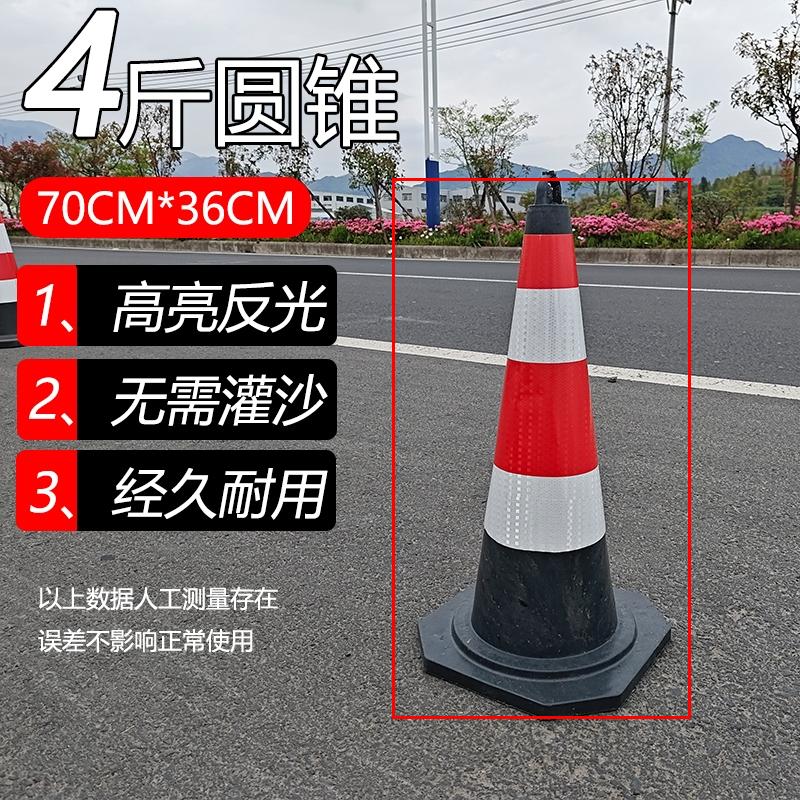 4斤圆锥
70CM*36CM
1、高亮反光
2、无需灌沙
3、经久耐用
以上数据人工测量存在
误差不影响正常使用